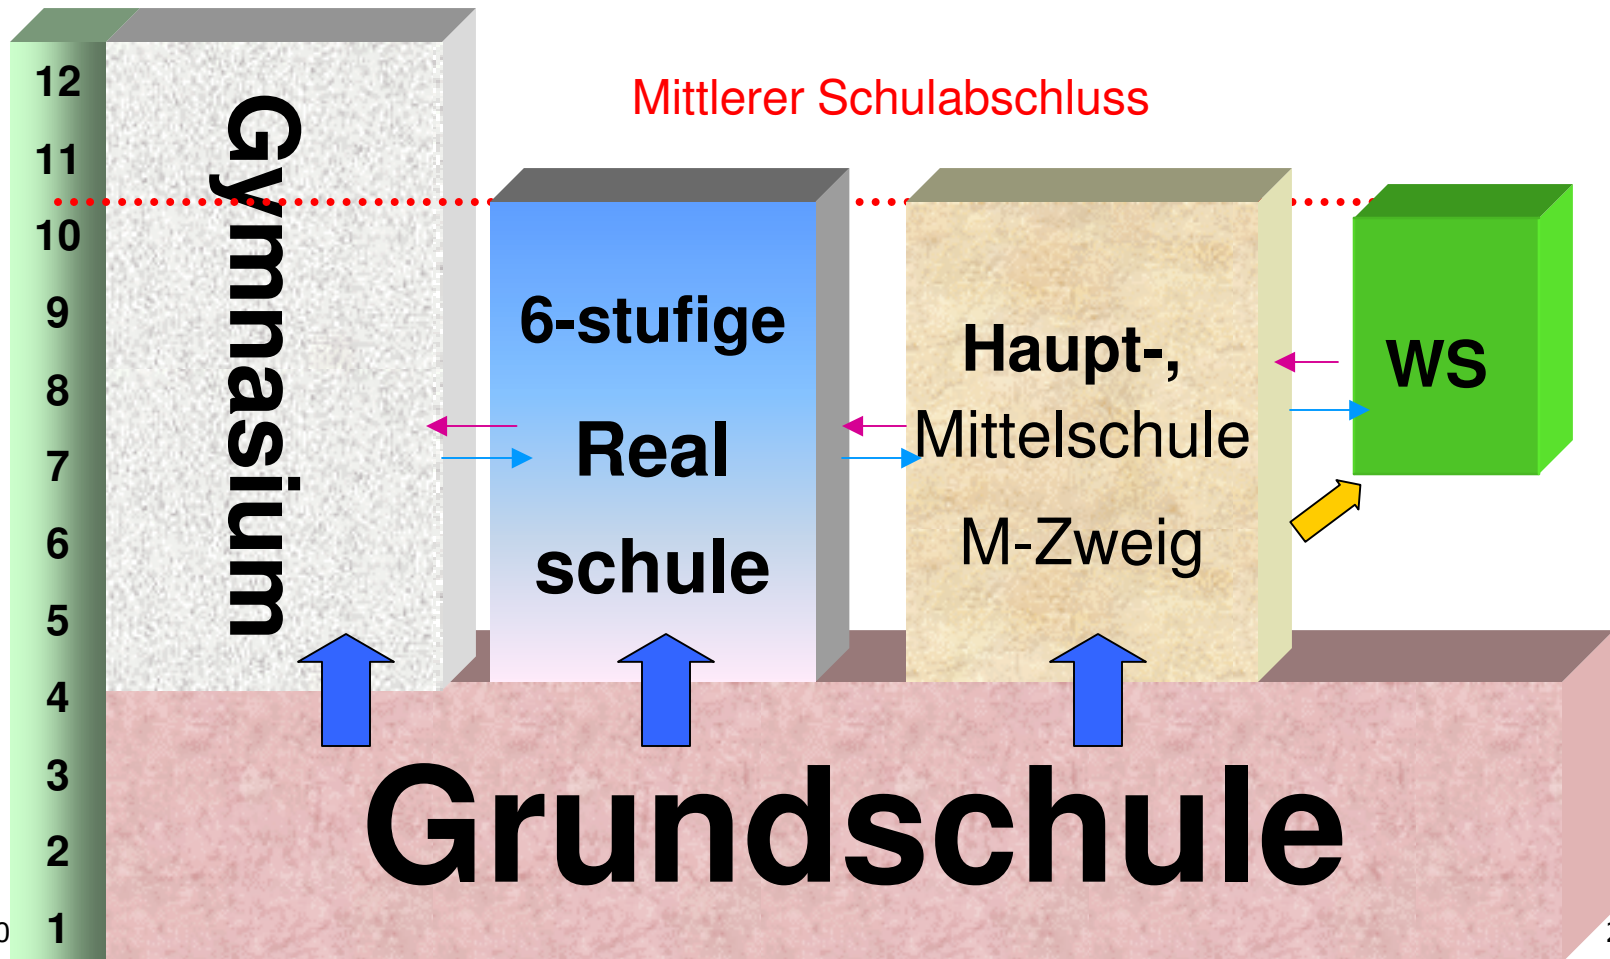 Mittlerer Schulabschluss
12
11
10
9
8
7
6
5
4
3
2
1
Gymnasium
6-stufige
Real
schule
Haupt-,
Mittelschule
M-Zweig
WS
Grundschule
0